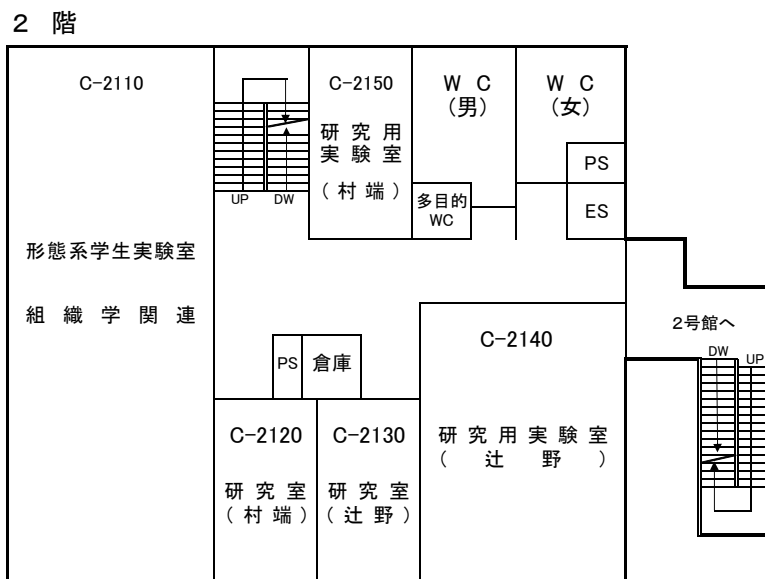 2 階
C-2110
形態系学生実験室
組織学関連
UP DW
C-2150
研究用
実験室
(村端)
WC
(男)
多目的
WC
WC
(女)
PS
ES
2号館へ
DW UP
PS
倉庫
C-2120
研究室
(村端)
C-2130
研究室
(辻野)
C-2140
研究用実験室
(辻野)